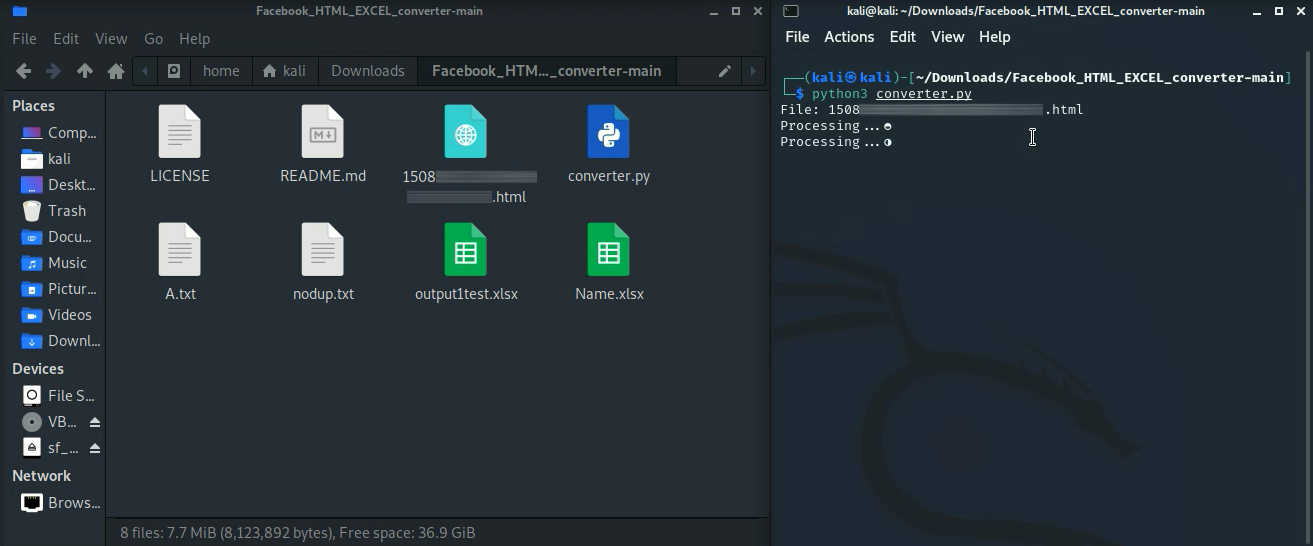 Facebook_HTML_EXCEL_converter-main
File Edit View Go Help
home kali Downloads Facebook_HTM..._converter-main
Places
Comp...
kali
Deskt...
Trash
Docu...
Music
Pictur...
Videos
Downl...
Devices
File S...
VB...
sf_...
Network
Brows...
LICENSE
README.md
1508
.html
converter.py
A.txt
nodup.txt
output1test.xlsx
Name.xlsx
8 files: 7.7 MiB (8,123,892 bytes), Free space: 36.9 GiB
kali@kali: ~/Downloads/Facebook_HTML_EXCEL_converter-main
File Actions Edit View Help
(kali㉿kali)-[~/Downloads/Facebook_HTML_EXCEL_converter-main]
$ python3 converter.py
File: 1508 .html
Processing...
Processing...